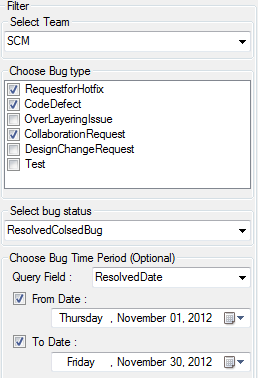 Filter
Select Team
SCM
Choose Bug type
RequestforHotfix
CodeDefect
OverLayeringIssue
CollaborationRequest
DesignChangeRequest
Test
Select bug status
ResolvedColsedBug
Choose Bug Time Period (Optional)
Query Field : ResolvedDate
From Date :
Thursday , November 01, 2012
To Date :
Friday , November 30, 2012